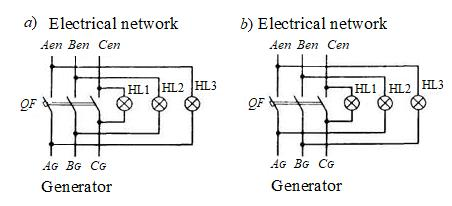 a) Electrical network
Aen Ben Cen
HL1 HL2 HL3
QF
AG BG CG
Generator
b) Electrical network
Aen Ben Cen
HL1 HL2 HL3
QF
AG BG CG
Generator